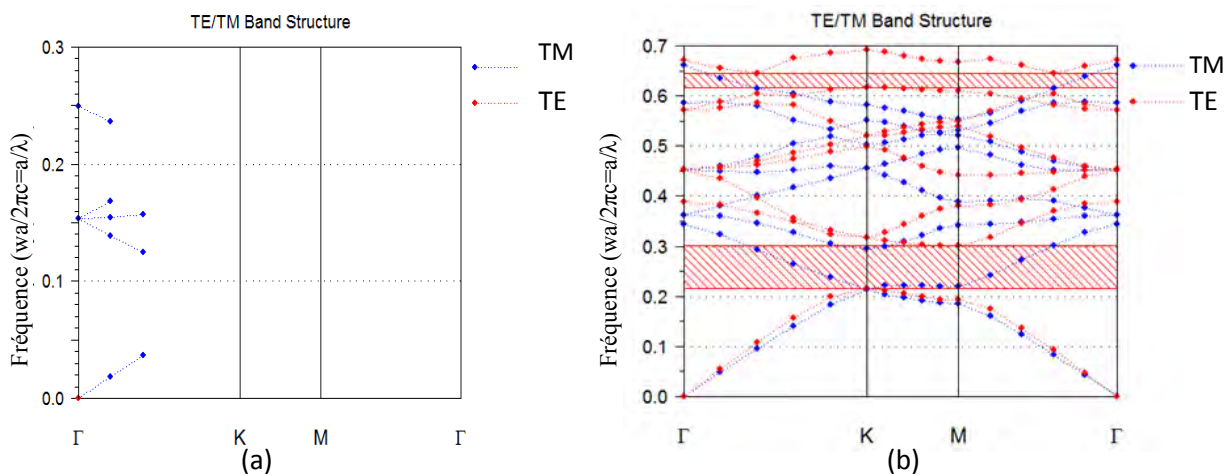 TE/TM Band Structure
Fréquence (wa/2πc=a/λ)
0.3
0.2
0.1
0.0
Γ
K
M
Γ
TM
TE
(a)
TE/TM Band Structure
Fréquence (wa/2πc=a/λ)
0.7
0.6
0.5
0.4
0.3
0.2
0.1
0.0
Γ
K
M
Γ
TM
TE
(b)